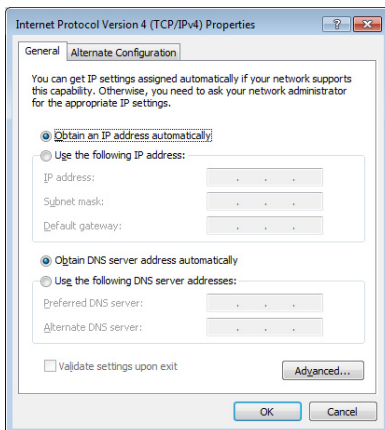 Internet Protocol Version 4 (TCP/IPv4) Properties
General
Alternate Configuration
You can get IP settings assigned automatically if your network supports
this capability. Otherwise, you need to ask your network administrator
for the appropriate IP settings.
Obtain an IP address automatically
Use the following IP address:
IP address:
Subnet mask:
Default gateway:
Obtain DNS server address automatically
Use the following DNS server addresses:
Preferred DNS server:
Alternate DNS server:
Validate settings upon exit
Advanced...
OK
Cancel